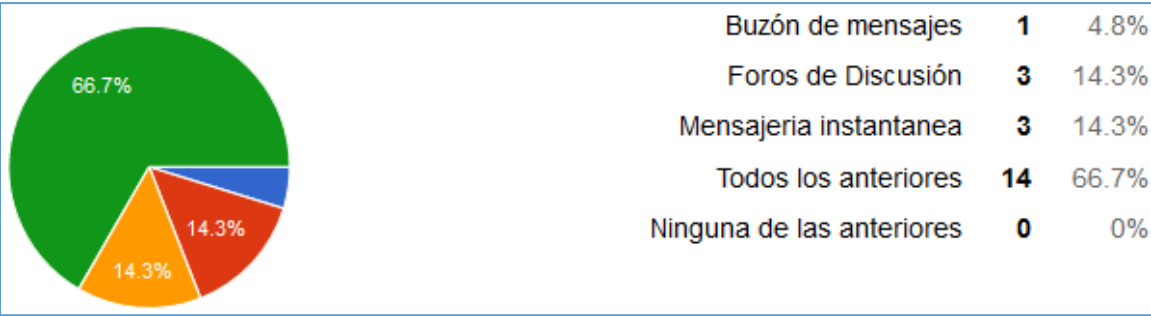 66.7%
14.3%
14.3%
Buzón de mensajes 1 4.8%
Foros de Discusión 3 14.3%
Mensajeria instantanea 3 14.3%
Todos los anteriores 14 66.7%
Ninguna de las anteriores 0 0%